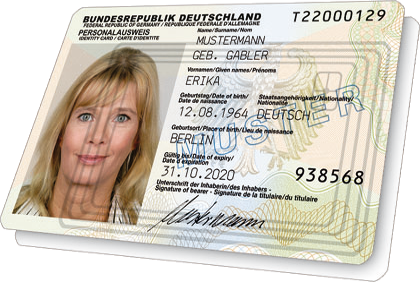 BUNDESREPUBLIK DEUTSCHLAND
T22000129
FEDERAL REPUBLIC OF GERMANY / REPUBLIQUE FEDERALE D'ALLEMAGNE
PERSONALAUSWEIS
IDENTITY CARD / CARTE D'IDENTITE
Name/Surname/Nom
MUSTERMANN
GEB. GABLER
Vornamen/Given names/Prénoms
ERIKA
Geburtstag/Date of birth/
Date de naissance
Staatsangehörigkeit/Nationality/
Nationalité
12.08.1964 DEUTSCH
Geburtsort/Place of birth/Lieu de naissance
BERLIN
Gültig bis/Date of expiry/
Date d'expiration
31.10.2020
938568
Unterschrift der Inhaberin/des Inhabers -
Signature of bearer - Signature de la titulaire/du titulaire
Mustermann
MUSTER